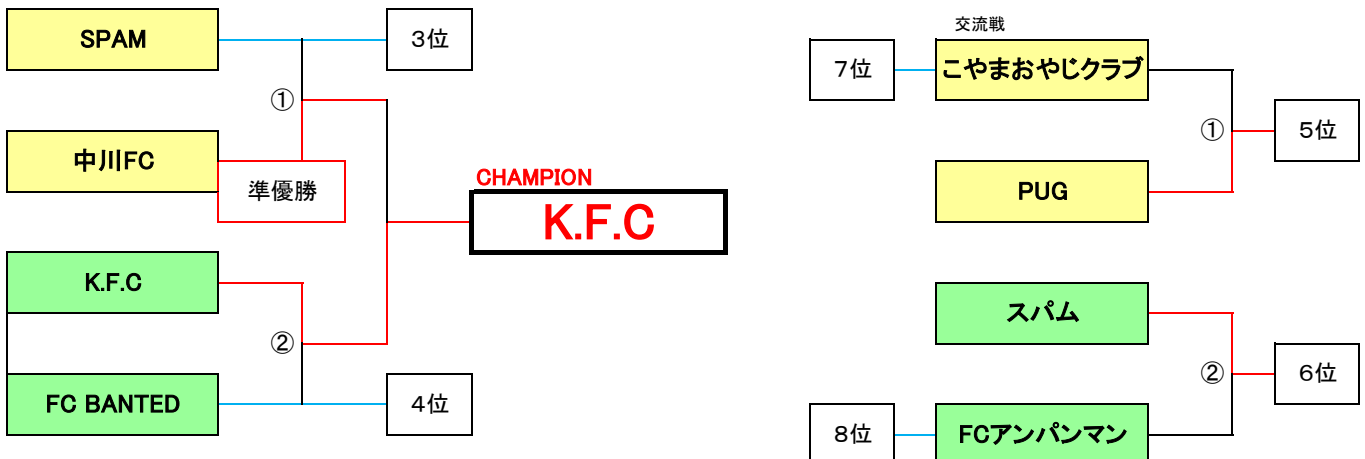 SPAM
3位
①
中川FC
準優勝
CHAMPION
K.F.C
K.F.C
②
FC BANTED
4位
交流戦
7位
こやまおやじクラブ
①
5位
PUG
スパム
②
6位
8位
FCアンパンマン